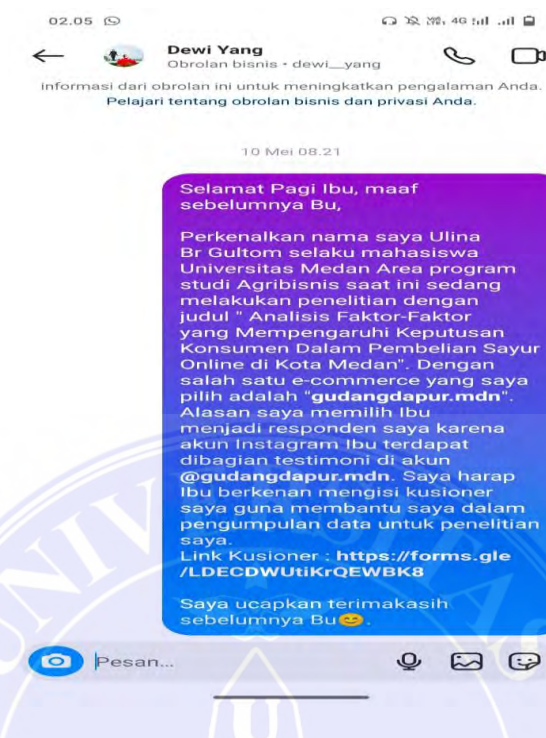 02.05
4G
Dewi Yang
Obrolan bisnis • dewi__yang
informasi dari obrolan ini untuk meningkatkan pengalaman Anda.
Pelajari tentang obrolan bisnis dan privasi Anda.
10 Mei 08.21
Selamat Pagi Ibu, maaf
sebelumnya Bu,
Perkenalkan nama saya Ulina
Br Gultom selaku mahasiswa
Universitas Medan Area program
studi Agribisnis saat ini sedang
melakukan penelitian dengan
judul " Analisis Faktor-Faktor
yang Mempengaruhi Keputusan
Konsumen Dalam Pembelian Sayur
Online di Kota Medan". Dengan
salah satu e-commerce yang saya
pilih adalah "gudangdapur.mdn".
Alasan saya memilih Ibu
menjadi responden saya karena
akun Instagram Ibu terdapat
dibagian testimoni di akun
@gudangdapur.mdn. Saya harap
Ibu berkenan mengisi kusioner
saya guna membantu saya dalam
pengumpulan data untuk penelitian
saya.
Link Kusioner : https://forms.gle
/LDECDWUtiKrQEWBK8
Saya ucapkan terimakasih
sebelumnya Bu😊.
Pesan...